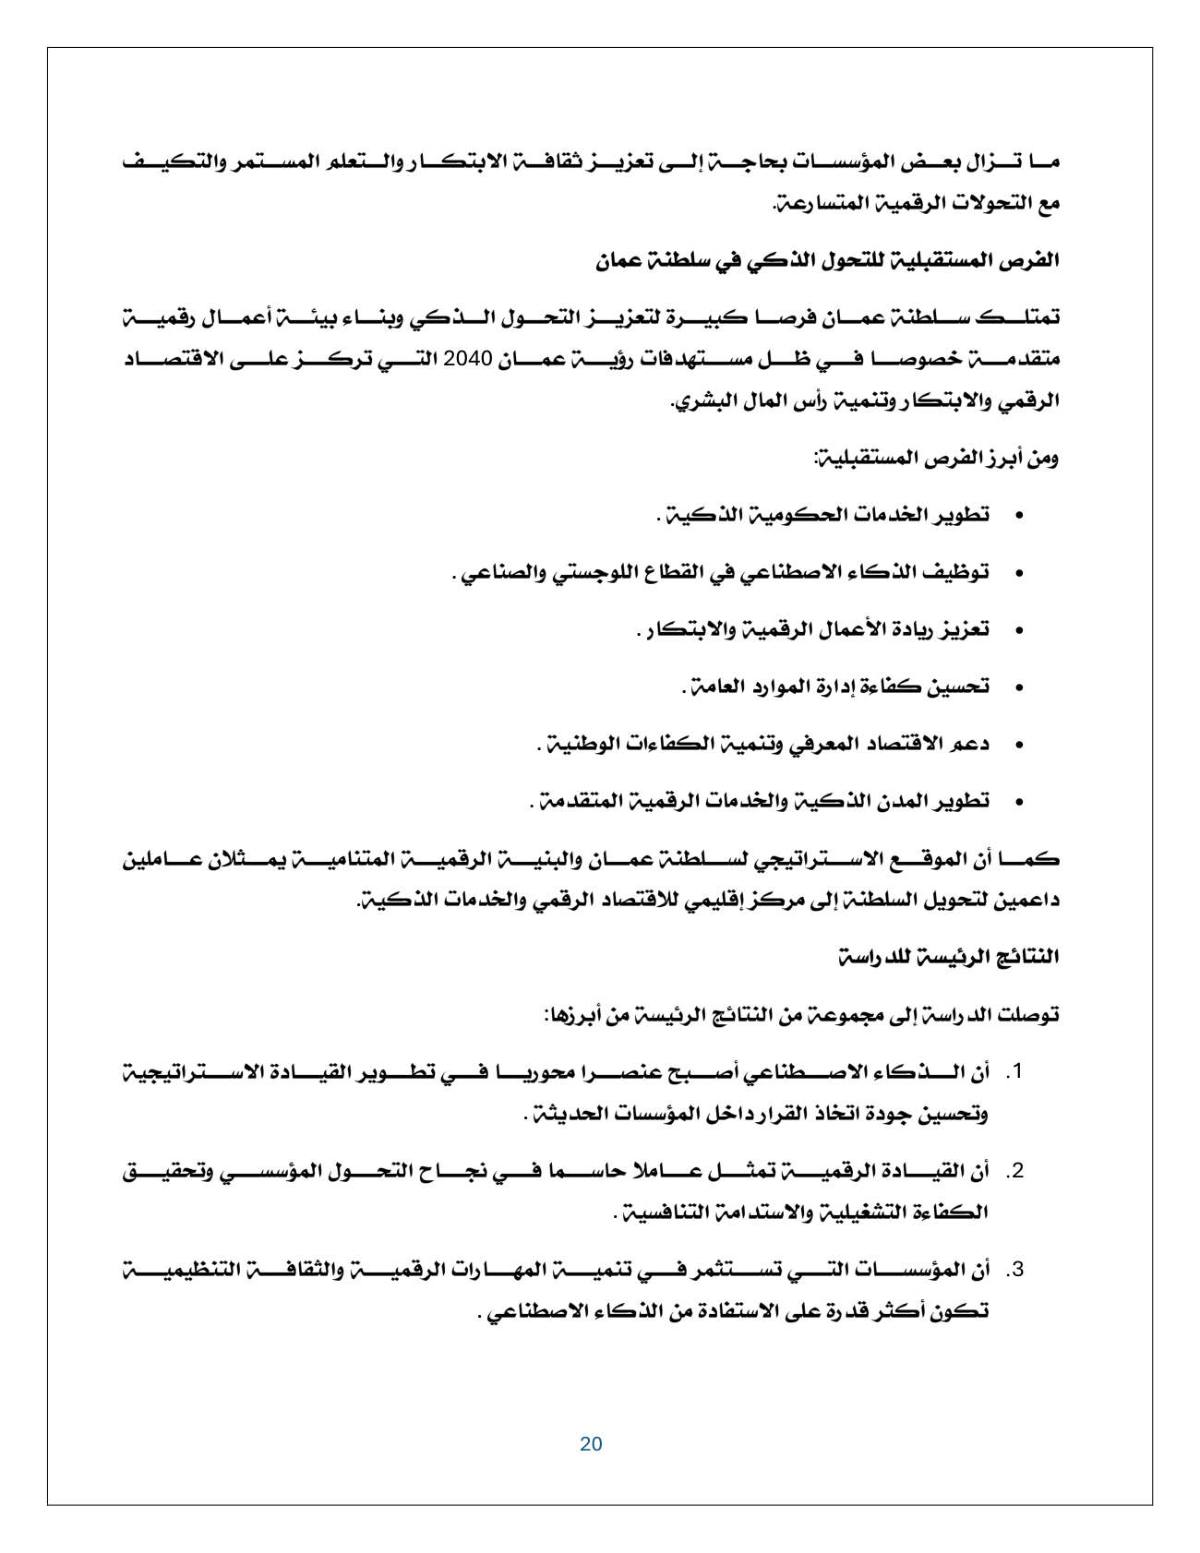 ما تزال بعض المؤسسات بحاجة إلى تعزيز ثقافة الابتكار والتعلم المستمر والتكيف
مع التحولات الرقمية المتسارعة.
الفرص المستقبلية للتحول الذكي في سلطنة عمان
تمتلك سلطنة عمان فرصا كبيرة لتعزيز التحول الذكي وبناء بيئة أعمال رقمية
متقدمة خصوصا في ظل مستهدفات رؤية عمان 2040 التي تركز على الاقتصاد
الرقمي والابتكار وتنمية رأس المال البشري.
ومن أبرز الفرص المستقبلية:
• تطوير الخدمات الحكومية الذكية .
• توظيف الذكاء الاصطناعي في القطاع اللوجستي والصناعي .
• تعزيز ريادة الأعمال الرقمية والابتكار .
• تحسين كفاءة إدارة الموارد العامة .
• دعم الاقتصاد المعرفي وتنمية الكفاءات الوطنية .
• تطوير المدن الذكية والخدمات الرقمية المتقدمة .
كما أن الموقع الاستراتيجي لسلطنة عمان والبنية الرقمية المتنامية يمثلان عاملين
داعمين لتحويل السلطنة إلى مركز إقليمي للاقتصاد الرقمي والخدمات الذكية.
النتائج الرئيسة للدراسة
توصلت الدراسة إلى مجموعة من النتائج الرئيسة من أبرزها:
1. أن الذكاء الاصطناعي أصبح عنصرا محوريا في تطوير القيادة الاستراتيجية
وتحسين جودة اتخاذ القرار داخل المؤسسات الحديثة .
2. أن القيادة الرقمية تمثل عاملا حاسما في نجاح التحول المؤسسي وتحقيق
الكفاءة التشغيلية والاستدامة التنافسية .
3. أن المؤسسات التي تستثمر في تنمية المهارات الرقمية والثقافة التنظيمية
تكون أكثر قدرة على الاستفادة من الذكاء الاصطناعي .
20